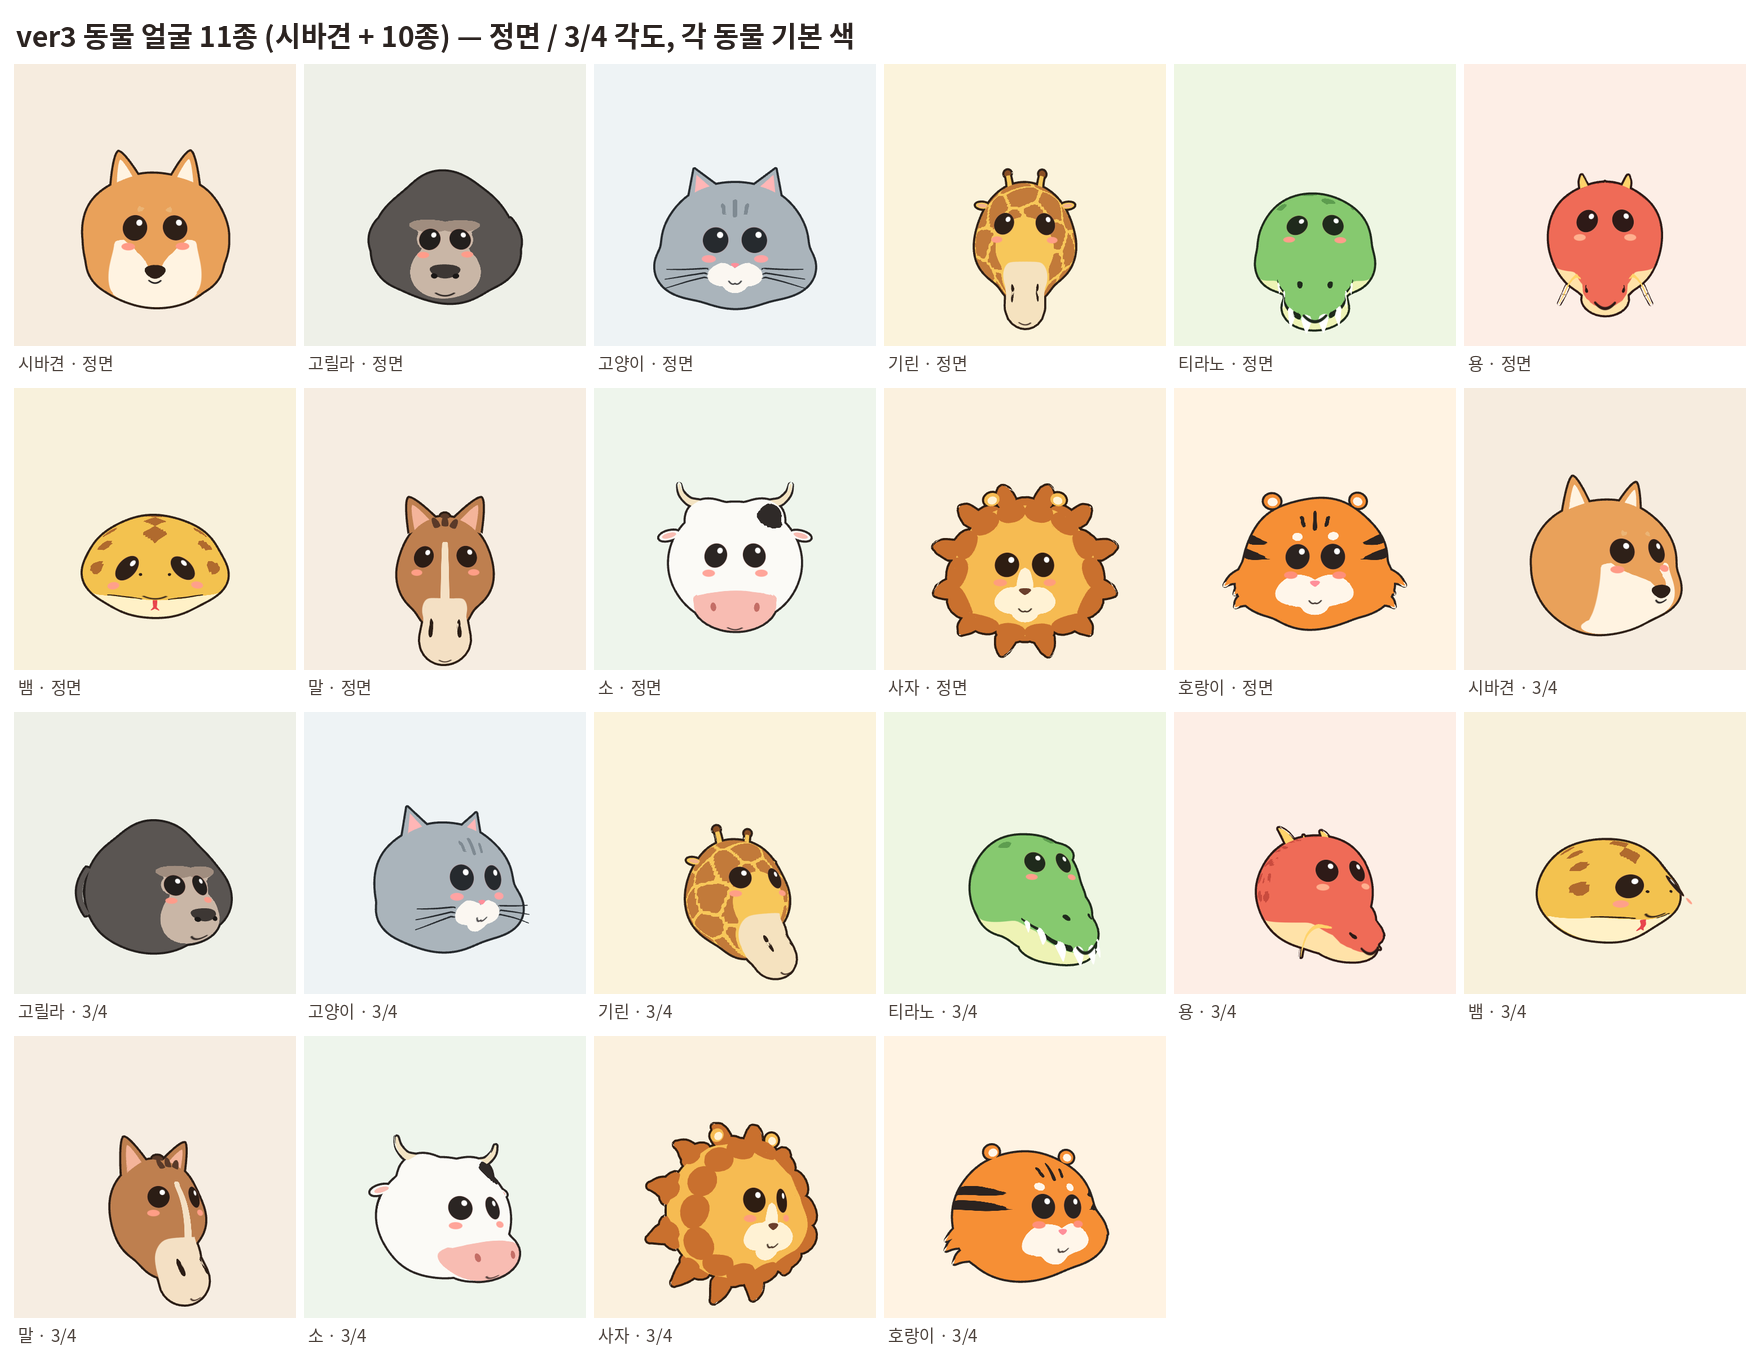 ver3 동물 얼굴 11종 (시바견 + 10종) — 정면 / 3/4 각도, 각 동물 기본 색
시바견 · 정면
고릴라 · 정면
고양이 · 정면
기린 · 정면
티라노 · 정면
용 · 정면
뱀 · 정면
말 · 정면
소 · 정면
사자 · 정면
호랑이 · 정면
시바견 · 3/4
고릴라 · 3/4
고양이 · 3/4
기린 · 3/4
티라노 · 3/4
용 · 3/4
뱀 · 3/4
말 · 3/4
소 · 3/4
사자 · 3/4
호랑이 · 3/4